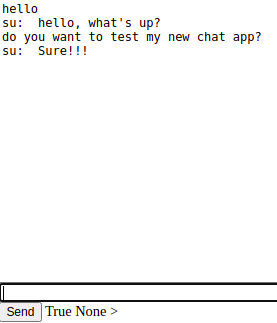 hello
su:  hello, what's up?
do you want to test my new chat app?
su:  Sure!!!
Send True None >